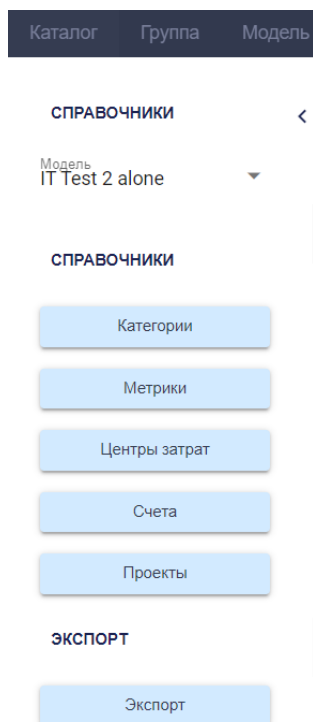 Каталог Группа Модель
СПРАВОЧНИКИ
Модель
IT Test 2 alone
СПРАВОЧНИКИ
Категории
Метрики
Центры затрат
Счета
Проекты
ЭКСПОРТ
Экспорт